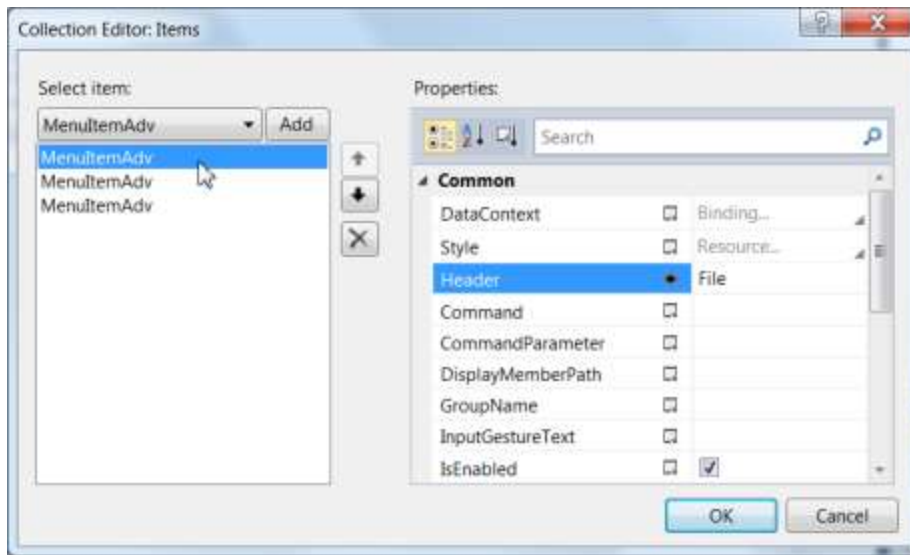 Collection Editor: Items
Select item:
MenuItemAdv
Add
MenuItemAdv
MenuItemAdv
MenuItemAdv
Properties:
Search
Common
DataContext Binding...
Style Resource...
Header File
Command
CommandParameter
DisplayMemberPath
GroupName
InputGestureText
IsEnabled
OK
Cancel